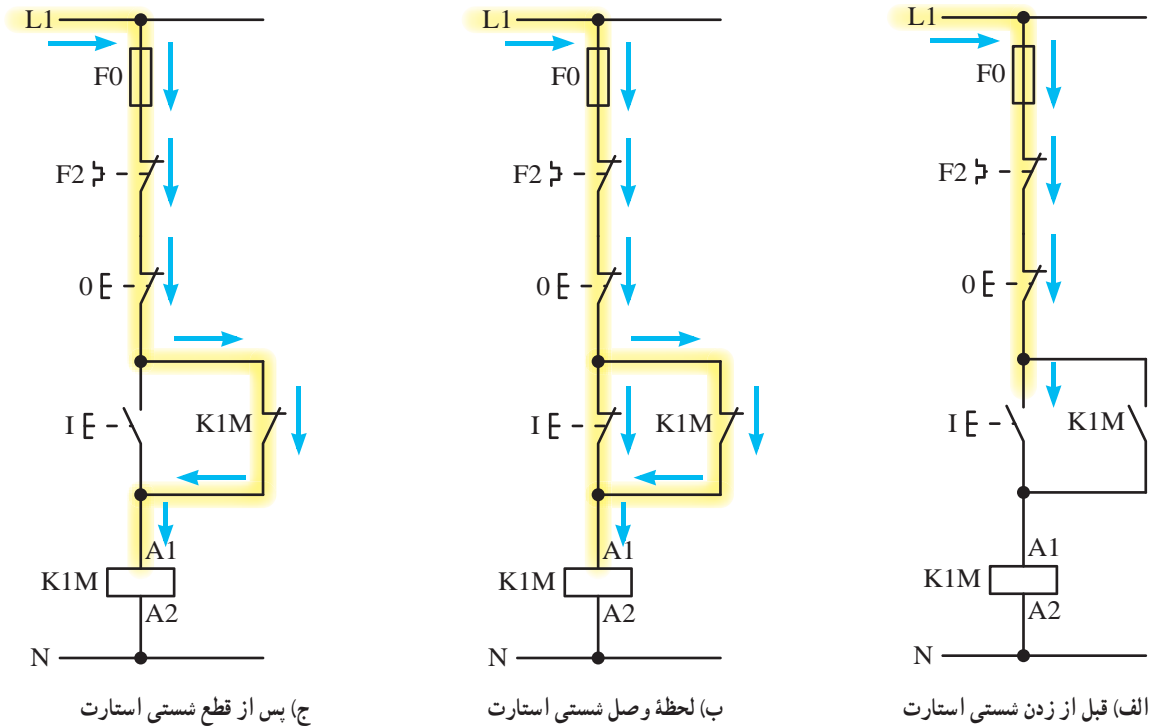 L1
F0
F2
0
I
K1M
A1
K1M
A2
N
الف) قبل از زدن شستی استارت
L1
F0
F2
0
I
K1M
A1
K1M
A2
N
ب) لحظهٔ وصل شستی استارت
L1
F0
F2
0
I
K1M
A1
K1M
A2
N
ج) پس از قطع شستی استارت